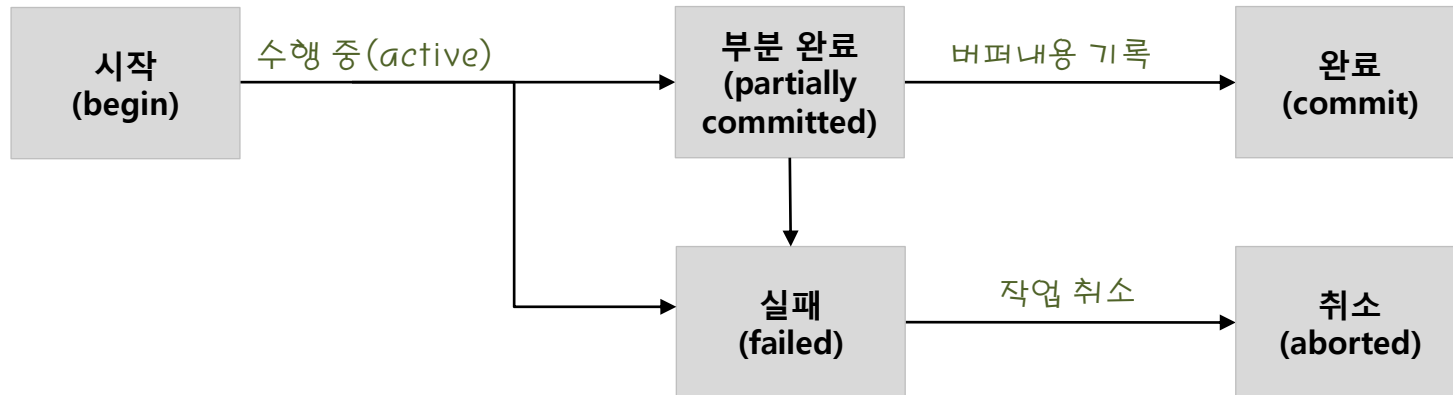 시작
(begin)
수행 중(active)
부분 완료
(partially
committed)
버퍼내용 기록
완료
(commit)
실패
(failed)
작업 취소
취소
(aborted)